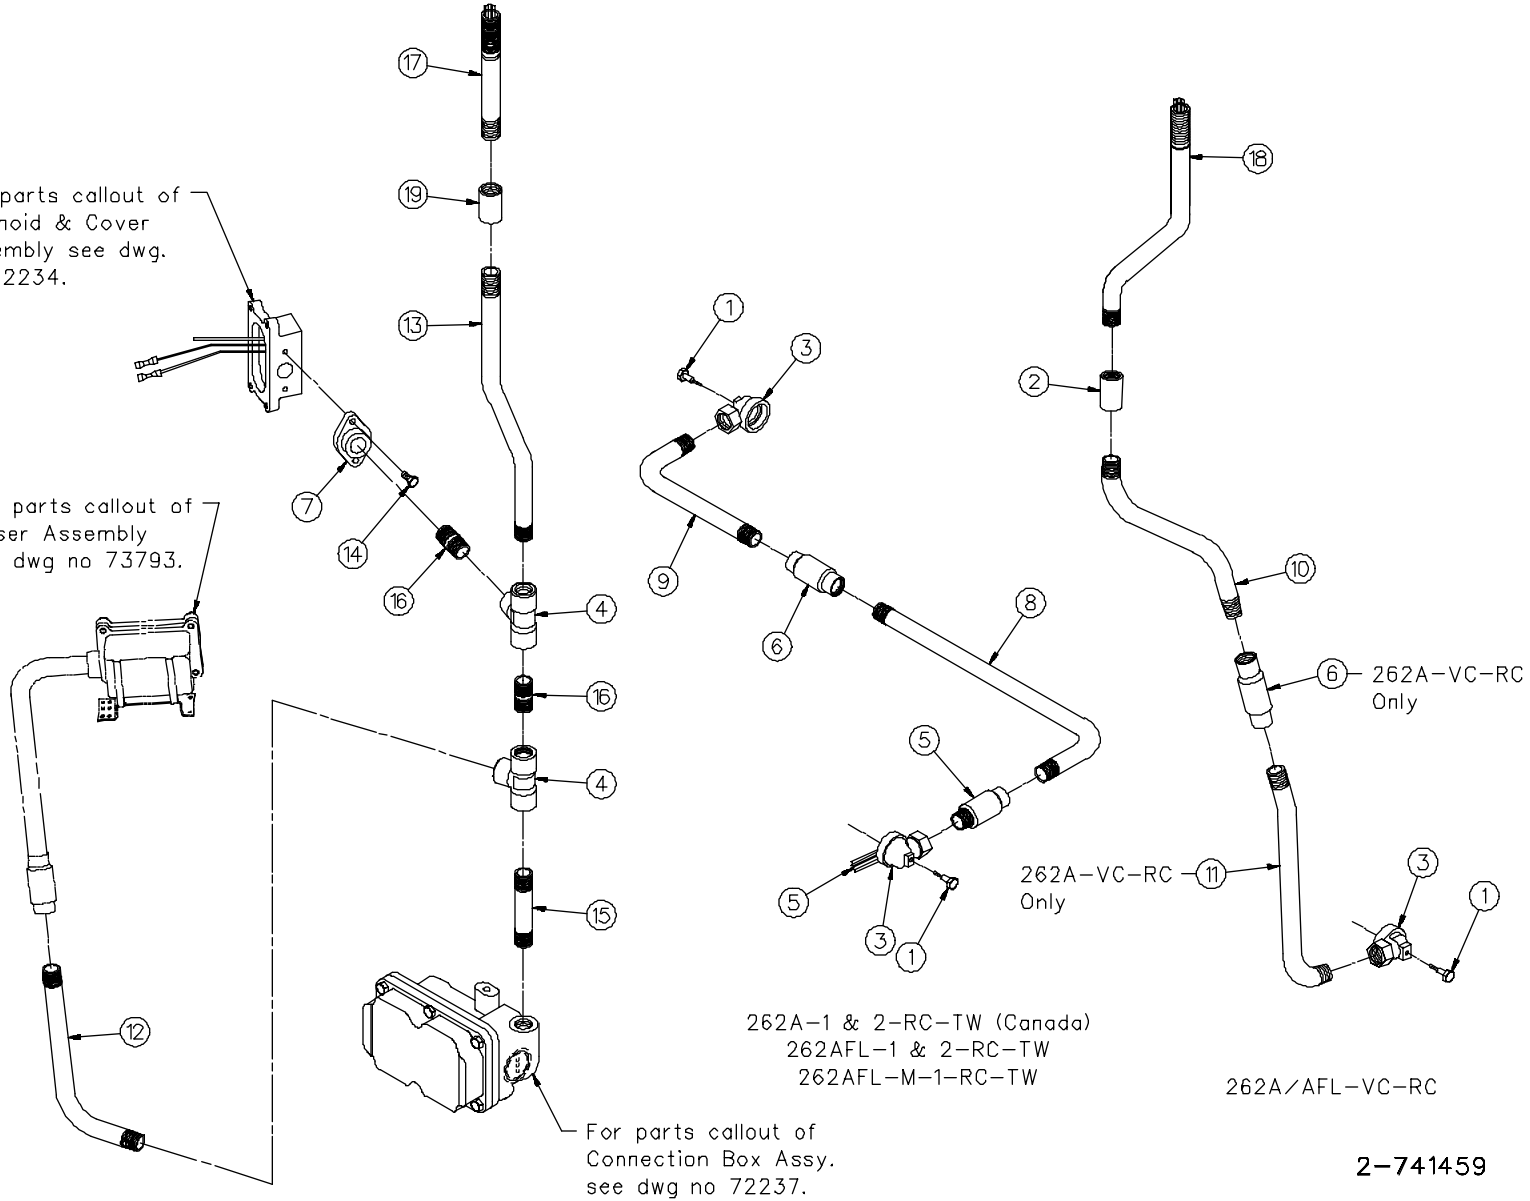 17
18
19
parts callout of
noid & Cover
embly see dwg.
2234.
1
13
3
2
7
parts callout of
ser Assembly
dwg no 73793.
14
16
9
10
4
8
6
6 262A-VC-RC
Only
16
5
4
262A-VC-RC 11
Only
3
5
15
1
3
1
12
262A-1 & 2-RC-TW (Canada)
262AFL-1 & 2-RC-TW
262AFL-M-1-RC-TW
262A/AFL-VC-RC
For parts callout of
Connection Box Assy.
see dwg no 72237.
2-741459